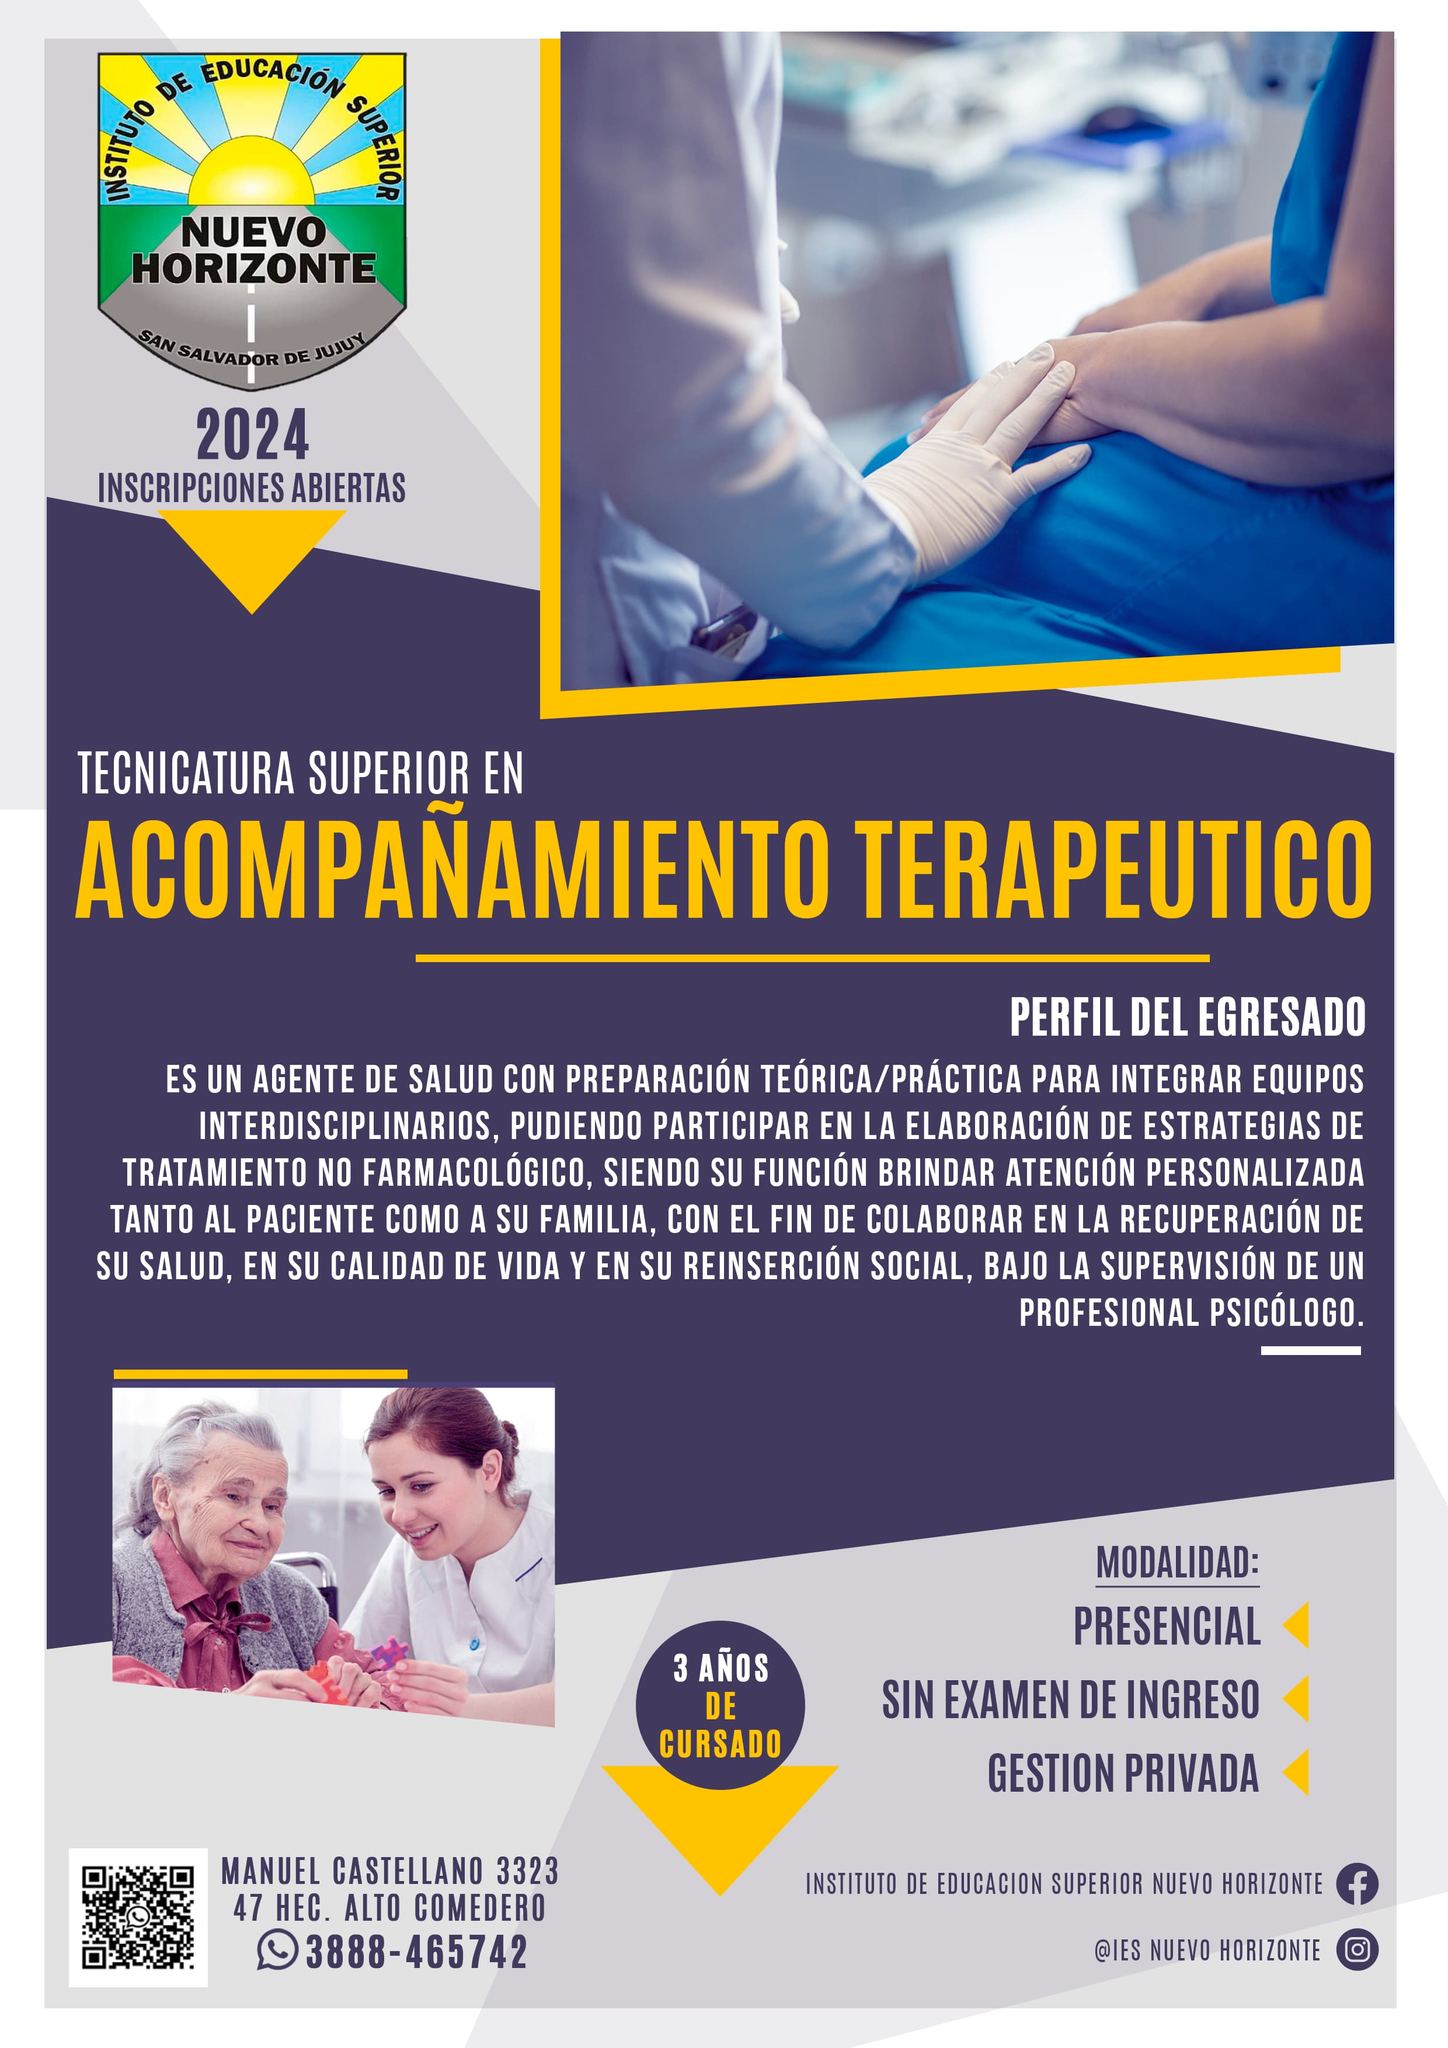 INSTITUTO DE EDUCACIÓN SUPERIOR
NUEVO
HORIZONTE
SAN SALVADOR DE JUJUY
2024
INSCRIPCIONES ABIERTAS
TECNICATURA SUPERIOR EN
ACOMPAÑAMIENTO TERAPEUTICO
PERFIL DEL EGRESADO
ES UN AGENTE DE SALUD CON PREPARACIÓN TEÓRICA/PRÁCTICA PARA INTEGRAR EQUIPOS
INTERDISCIPLINARIOS, PUDIENDO PARTICIPAR EN LA ELABORACIÓN DE ESTRATEGIAS DE
TRATAMIENTO NO FARMACOLÓGICO, SIENDO SU FUNCIÓN BRINDAR ATENCIÓN PERSONALIZADA
TANTO AL PACIENTE COMO A SU FAMILIA, CON EL FIN DE COLABORAR EN LA RECUPERACIÓN DE
SU SALUD, EN SU CALIDAD DE VIDA Y EN SU REINSERCIÓN SOCIAL, BAJO LA SUPERVISIÓN DE UN
PROFESIONAL PSICÓLOGO.
MODALIDAD:
PRESENCIAL
SIN EXAMEN DE INGRESO
GESTION PRIVADA
3 AÑOS
DE
CURSADO
MANUEL CASTELLANO 3323
47 HEC. ALTO COMEDERO
3888-465742
INSTITUTO DE EDUCACION SUPERIOR NUEVO HORIZONTE
@IES NUEVO HORIZONTE